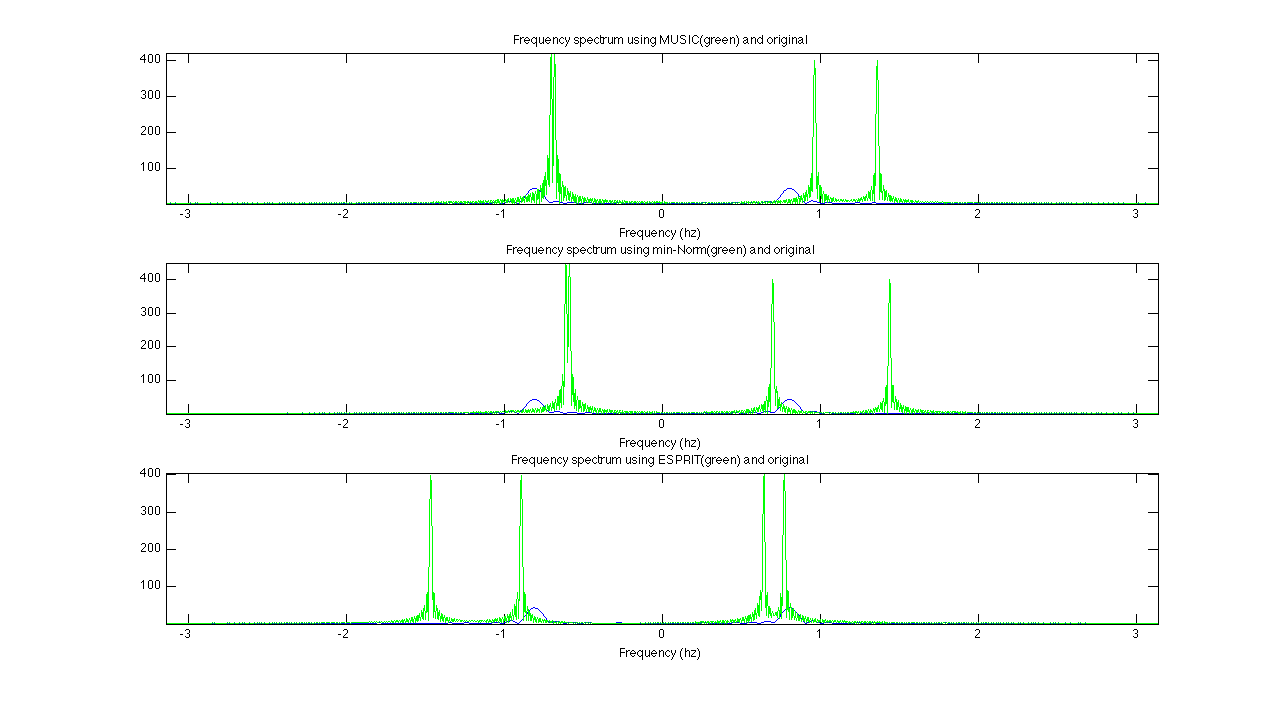 Frequency spectrum using MUSIC(green) and original
400
300
200
100
-3 -2 -1 0 1 2 3
Frequency (hz)
Frequency spectrum using min-Norm(green) and original
400
300
200
100
-3 -2 -1 0 1 2 3
Frequency (hz)
Frequency spectrum using ESPRIT(green) and original
400
300
200
100
-3 -2 -1 0 1 2 3
Frequency (hz)